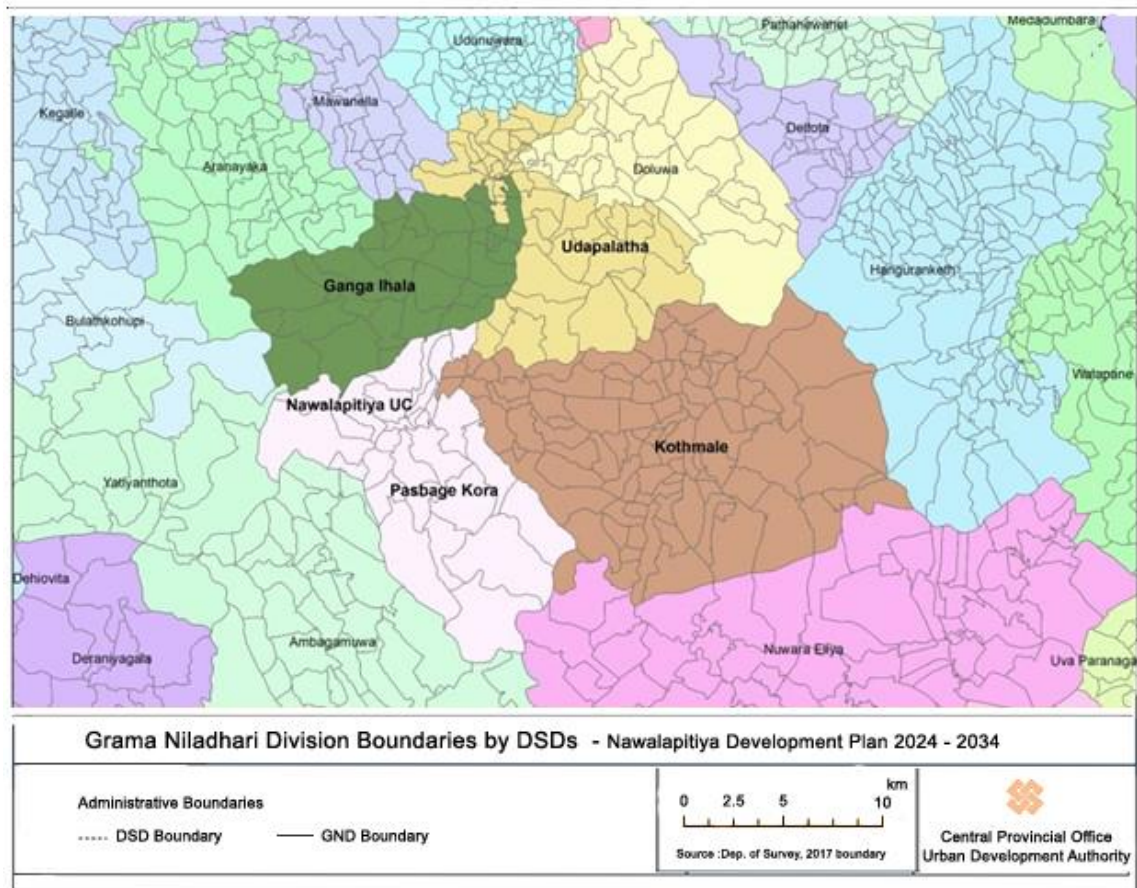 Pathahewahet
Medadumbara
Udunuwara
Kegalle
Mawanella
Deltota
Aranayaka
Doluwa
Udapalatha
Hanguranketh
Ganga Ihala
Bulathkohupi
Walapane
Nawalapitiya UC
Kothmale
Yatiyanthota
Pasbage Kora
Dehiovita
Ambagamuwa
Nuwara Eliya
Deraniyagala
Uva Paranaga
Grama Niladhari Division Boundaries by DSDs - Nawalapitiya Development Plan 2024 - 2034
Administrative Boundaries
DSD Boundary
GND Boundary
km
0 2.5 5 10
Source :Dep. of Survey, 2017 boundary
Central Provincial Office
Urban Development Authority